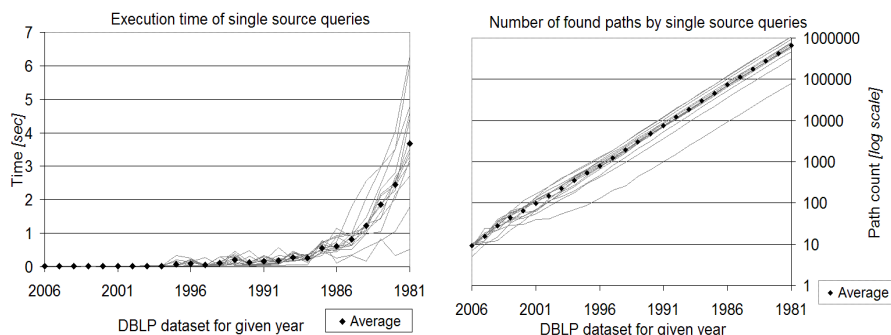 Execution time of single source queries
7
6
5
4
3
2
1
0
Time [sec]
2006 2001 1996 1991 1986 1981
DBLP dataset for given year
Average
Number of found paths by single source queries
1000000
100000
10000
1000
100
10
1
Path count [log scale]
2006 2001 1996 1991 1986 1981
DBLP dataset for given year
Average